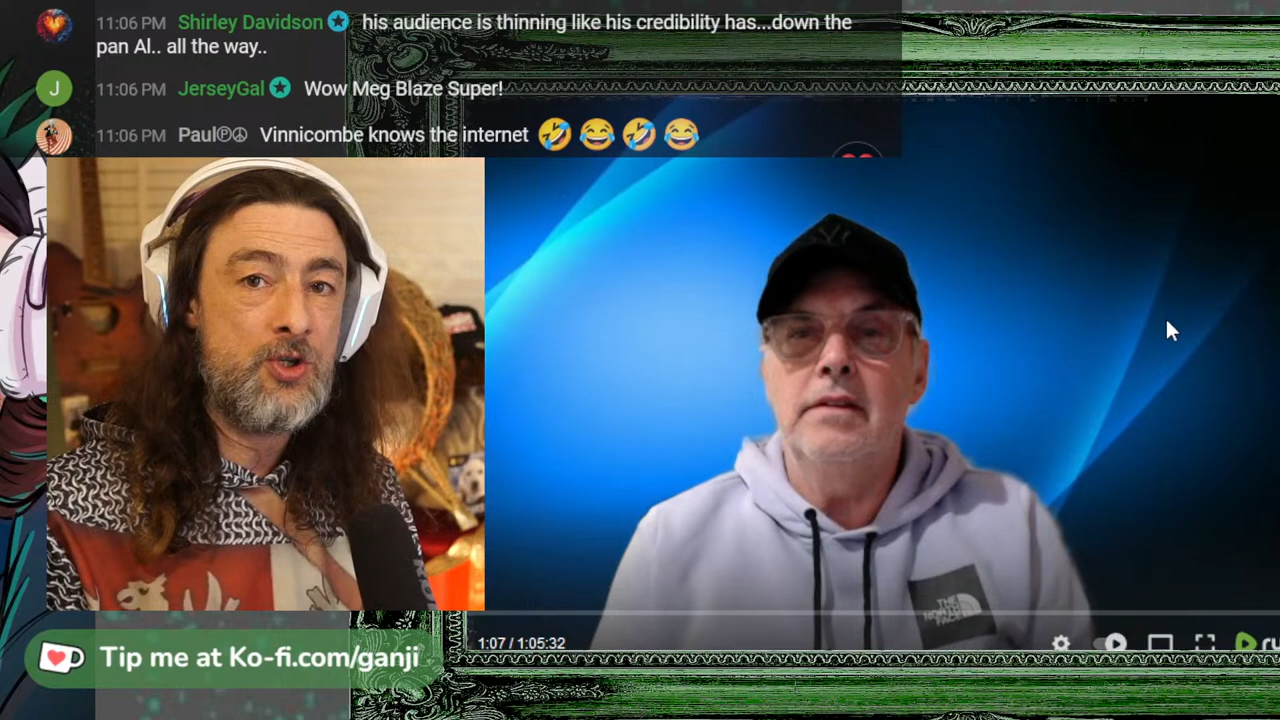 11:06 PM Shirley Davidson his audience is thinning like his credibility has...down the
pan Al.. all the way..
J 11:06 PM JerseyGal Wow Meg Blaze Super!
11:06 PM Paul℗☮ Vinnicombe knows the internet 🤣😂🤣😂
THE
NORTH
FACE
1:07 / 1:05:32
Tip me at Ko-fi.com/ganji